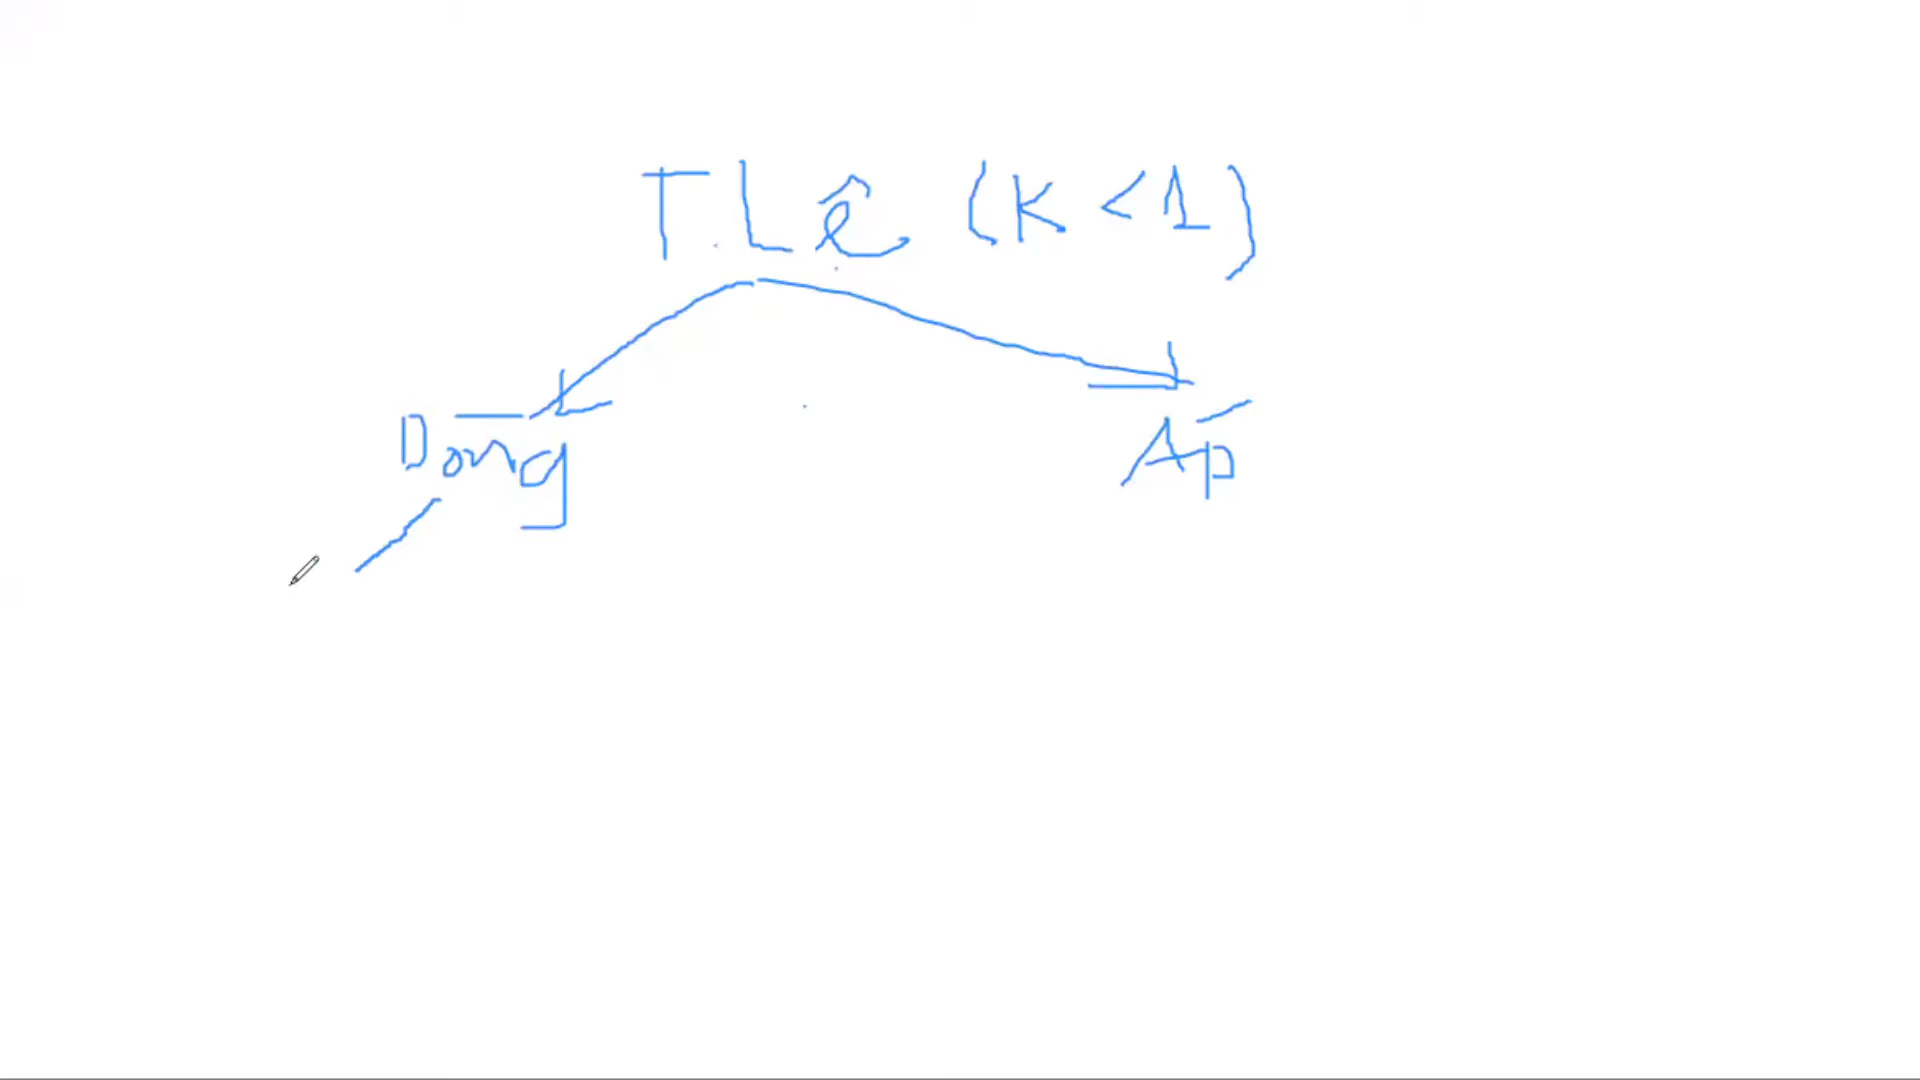 T.Lệ (K < 1)
Dòng
Áp